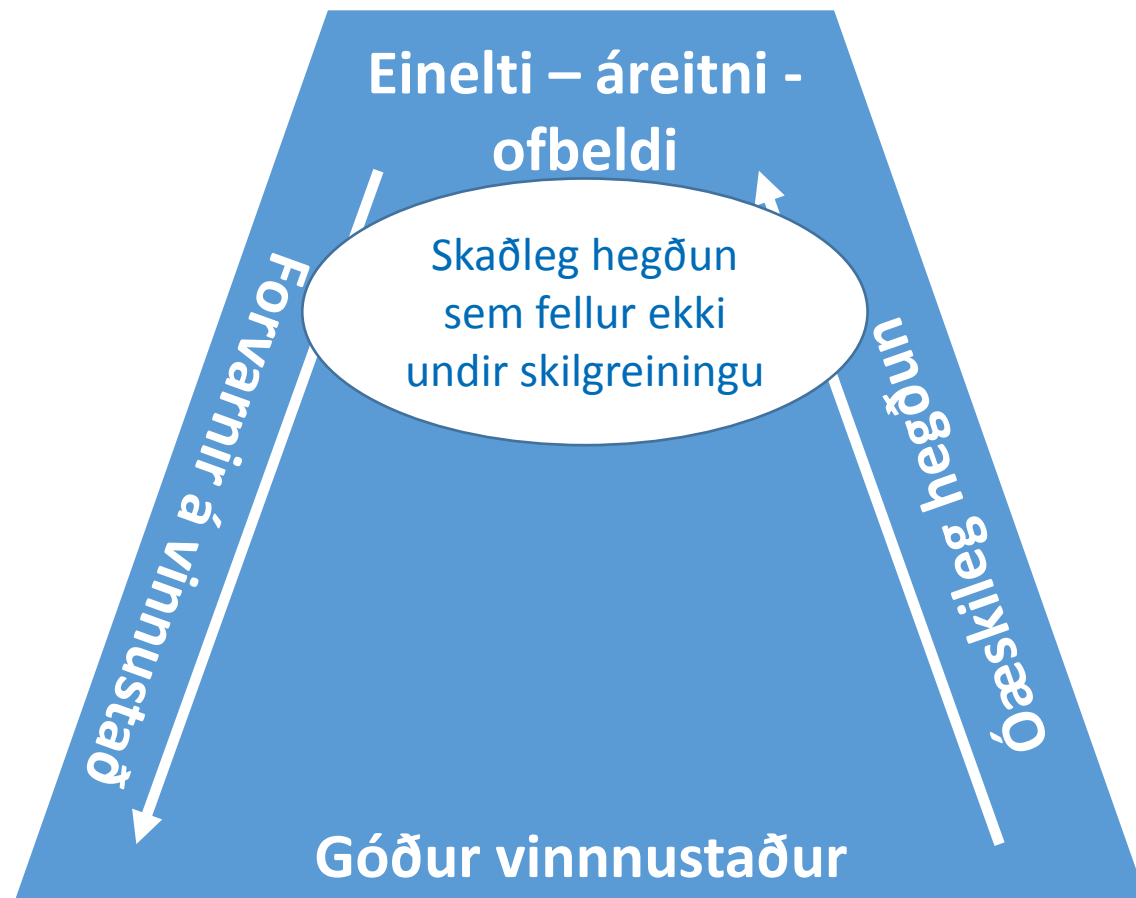 Einelti – áreitni -
ofbeldi
Skaðleg hegðun
sem fellur ekki
undir skilgreiningu
Forvarnir á vinnustað
Óæskileg hegðun
Góður vinnnustaður